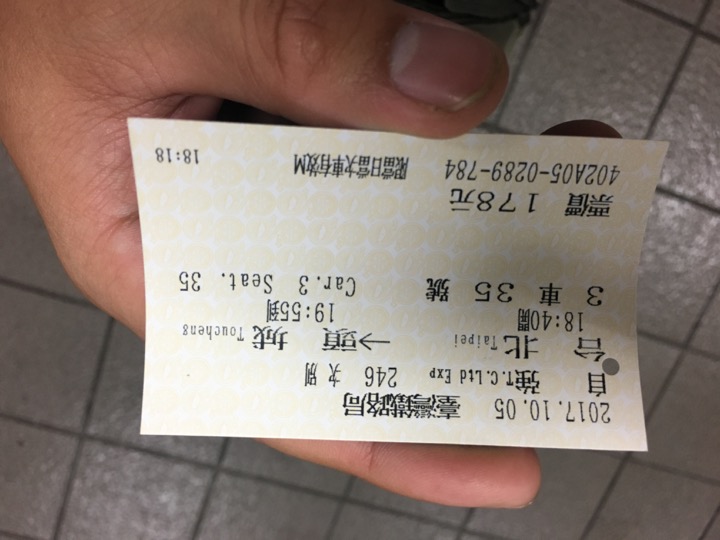 2017.10.05 臺灣鐵路局
自強T.C.Ltd Exp 246 次別
台北Taipei →頭城Toucheng
18:40開 19:55到
3 車 35 號 Car.3 Seat. 35
票價 178元 限當日當次車有效M
402A05-0289-784 18:18